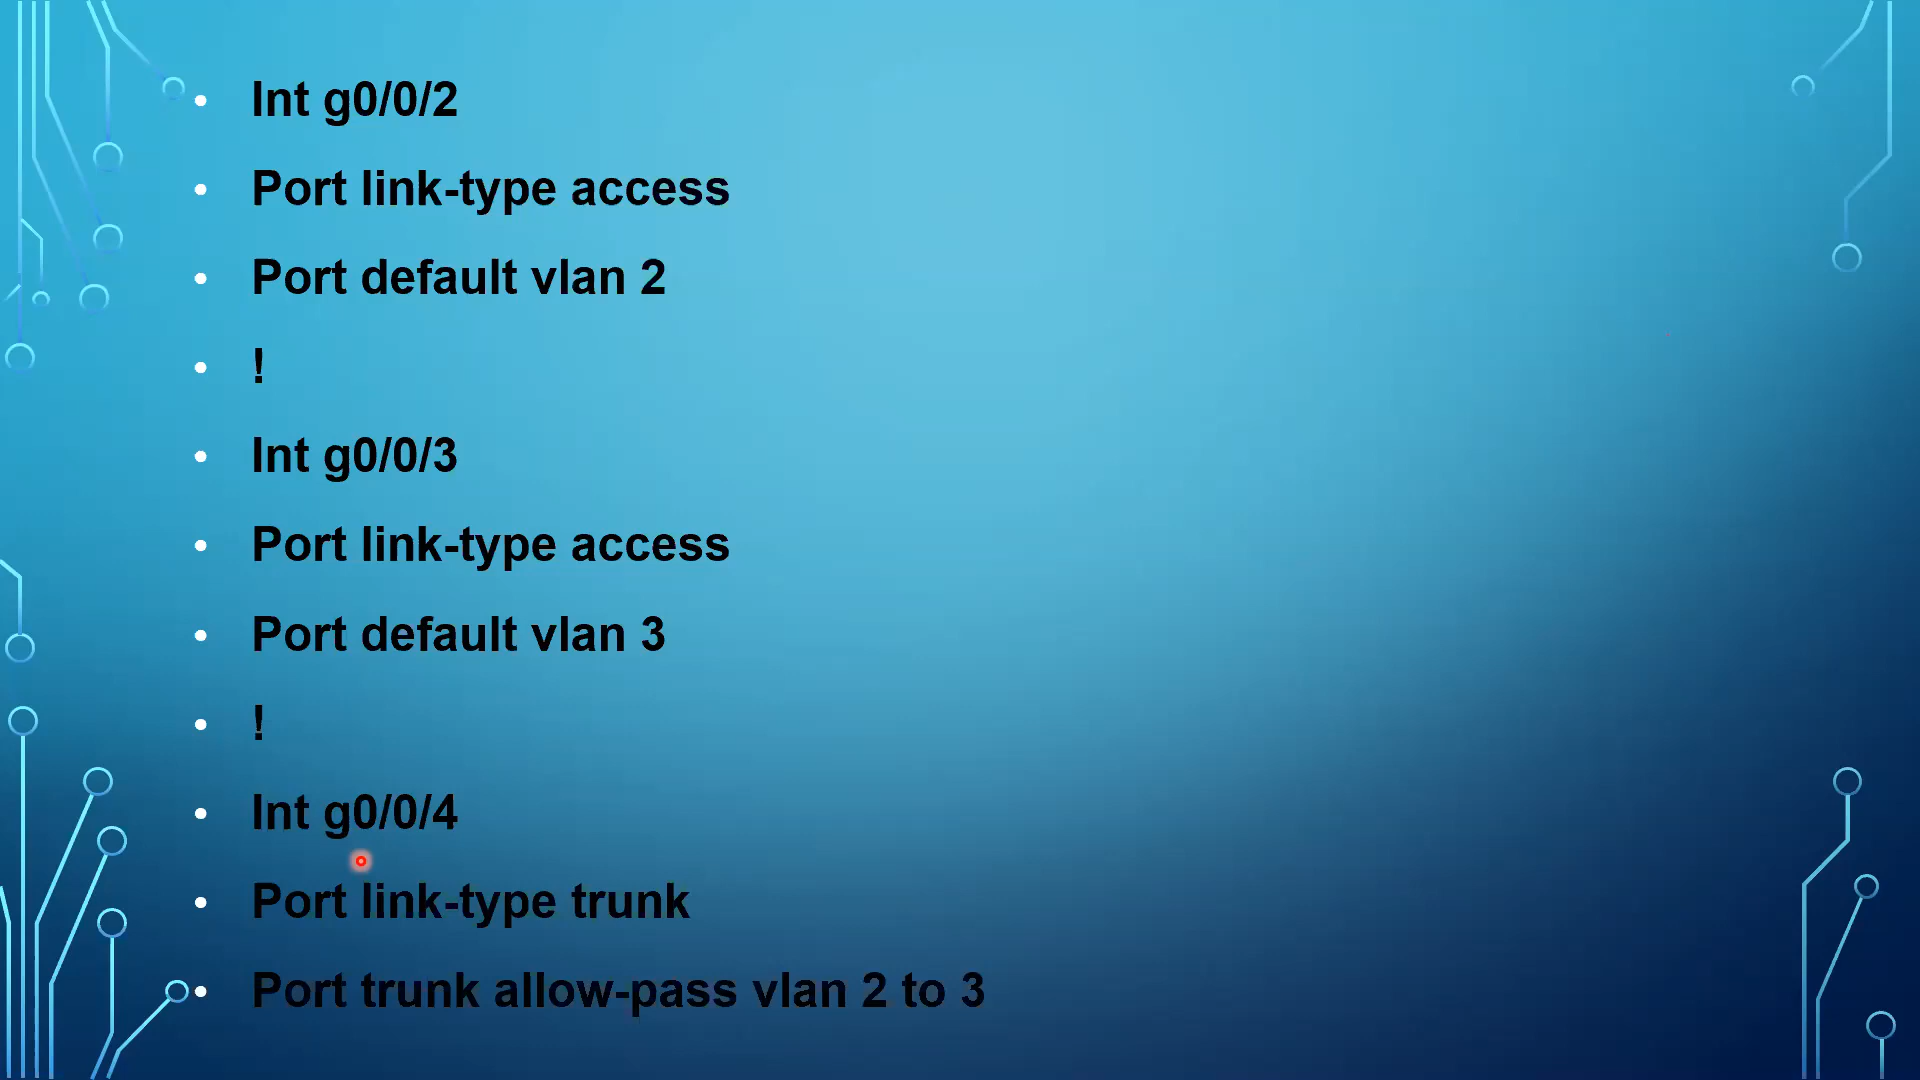 Int g0/0/2
Port link-type access
Port default vlan 2
!
Int g0/0/3
Port link-type access
Port default vlan 3
!
Int g0/0/4
Port link-type trunk
Port trunk allow-pass vlan 2 to 3